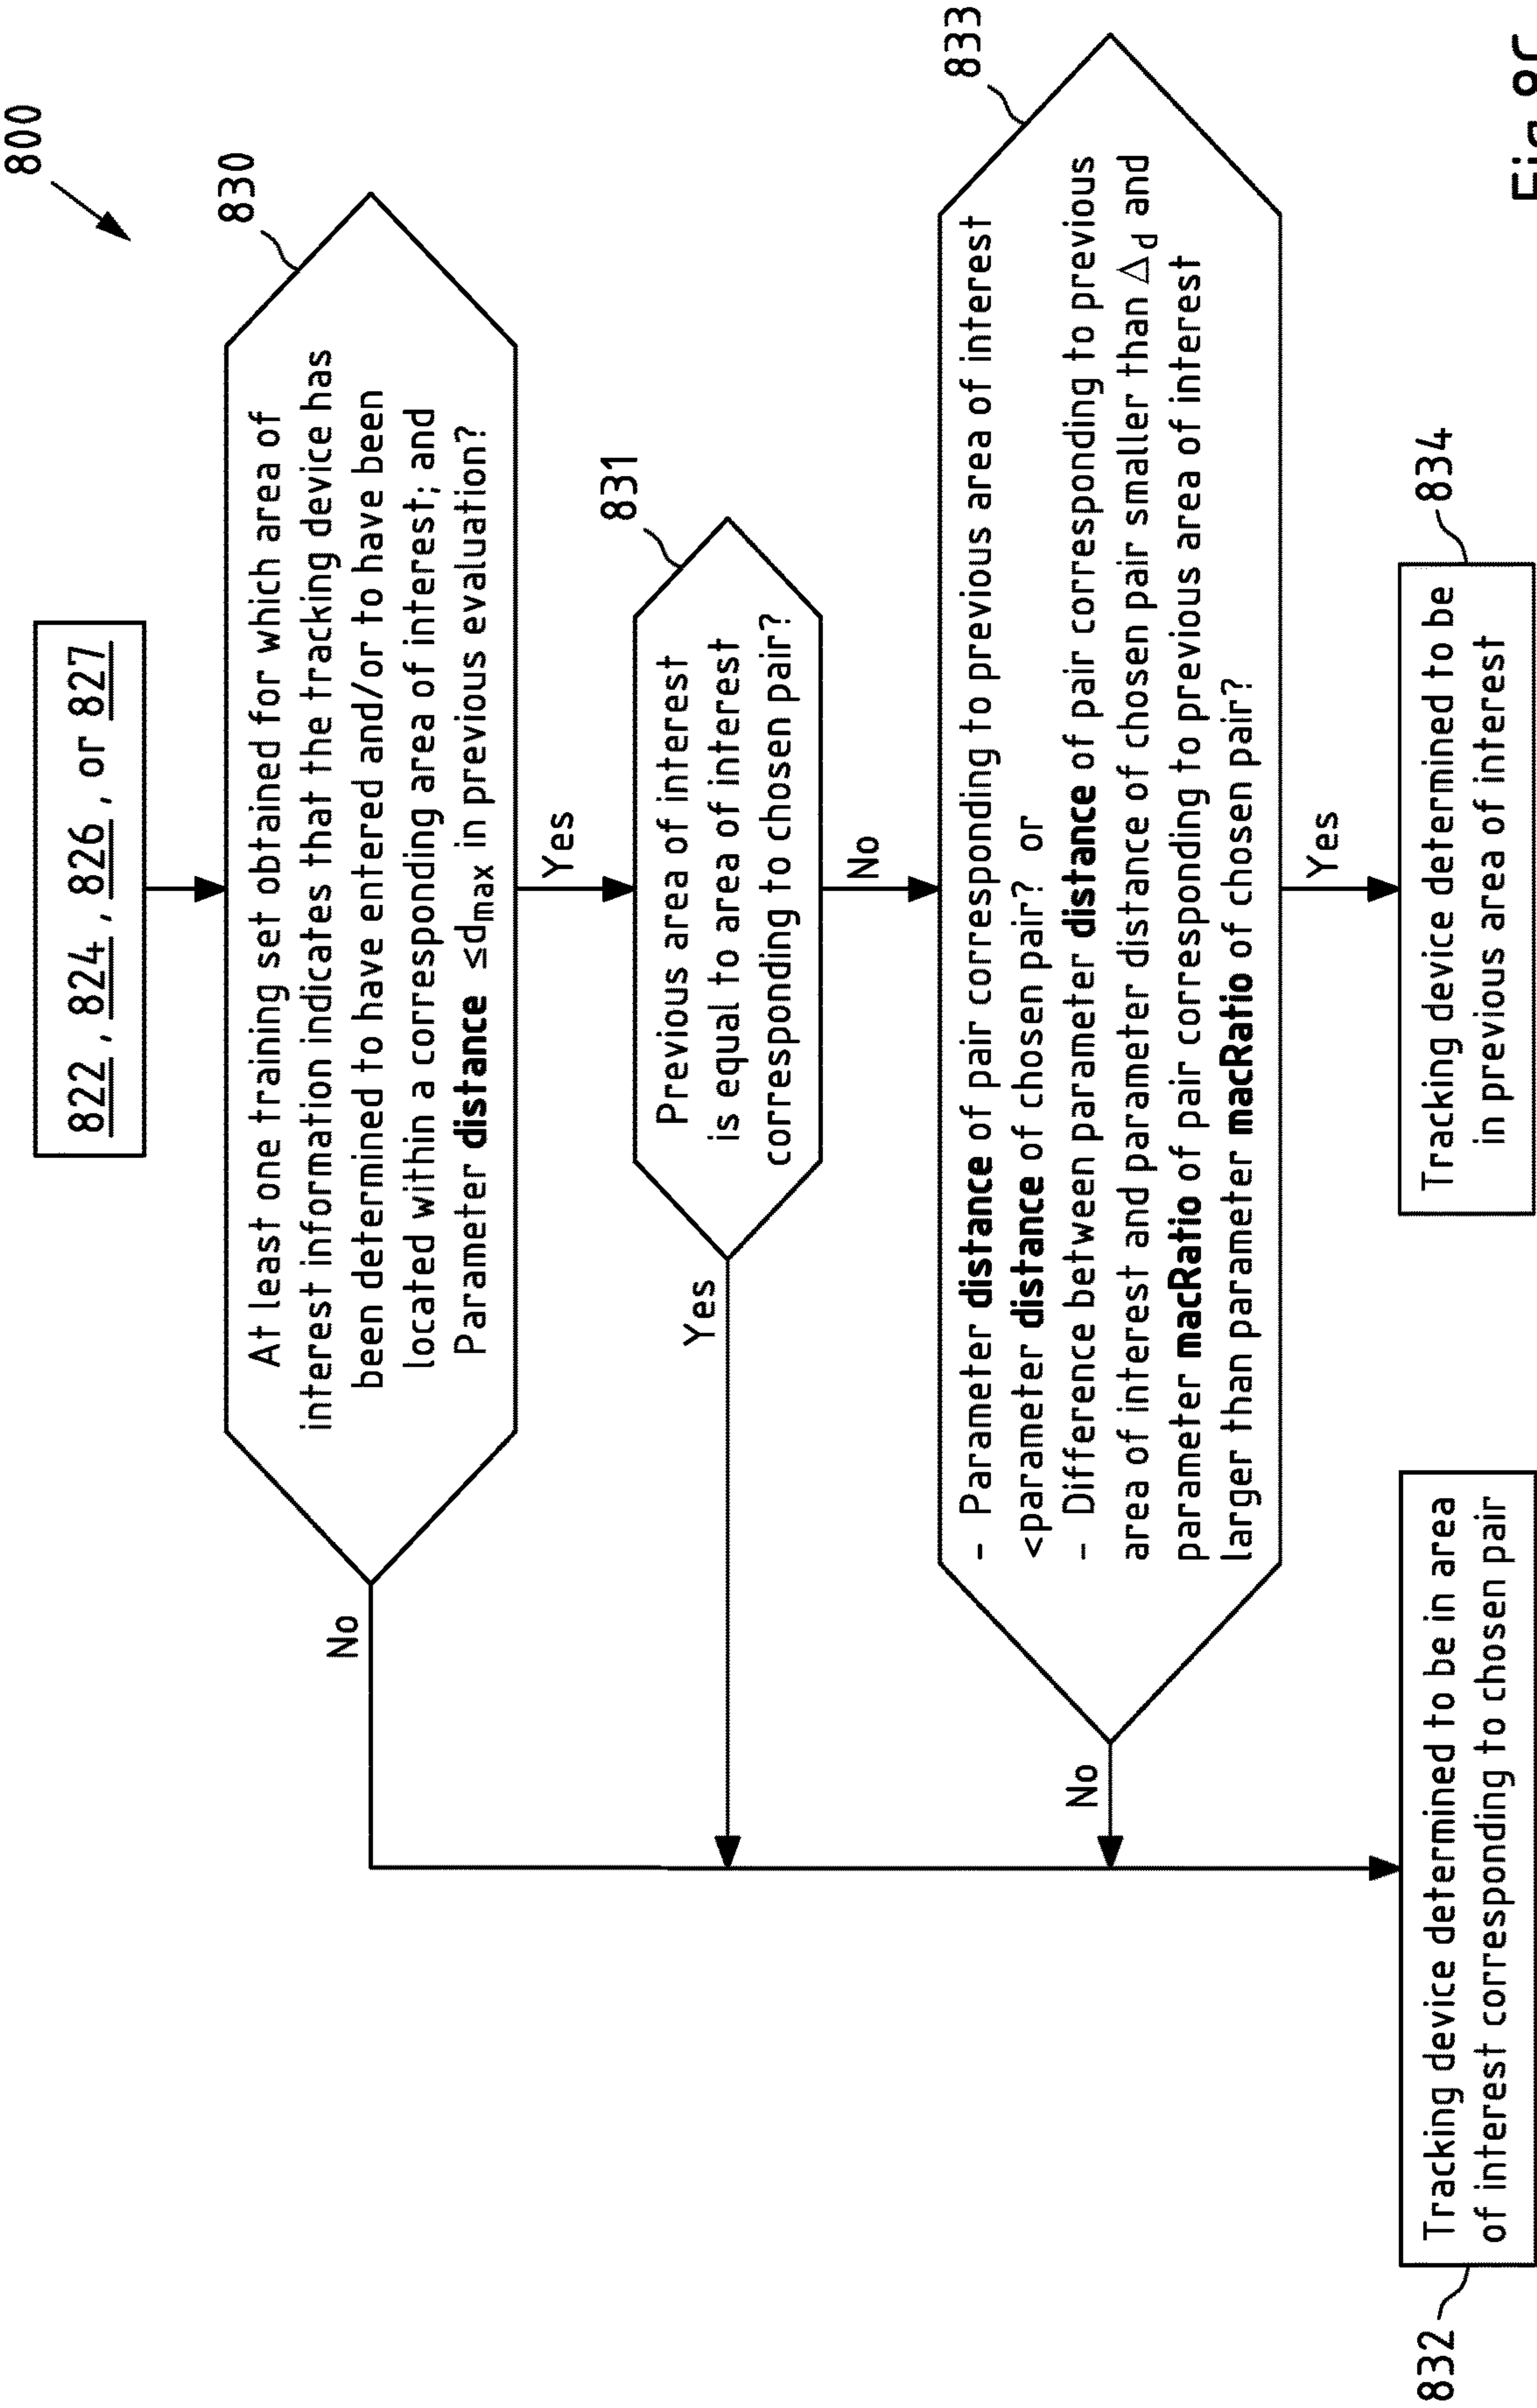 800
822, 824, 826, or 827
830
At least one training set obtained for which area of
interest information indicates that the tracking device has
been determined to have entered and/or to have been
located within a corresponding area of interest; and
Parameter distance ≤dmax in previous evaluation?
No
Yes
831
Previous area of interest
is equal to area of interest
corresponding to chosen pair?
Yes
No
833
- Parameter distance of pair corresponding to previous area of interest
<parameter distance of chosen pair? or
- Difference between parameter distance of pair corresponding to previous
area of interest and parameter distance of chosen pair smaller than Δd and
parameter macRatio of pair corresponding to previous area of interest
larger than parameter macRatio of chosen pair?
No
Yes
832
Tracking device determined to be in area
of interest corresponding to chosen pair
834
Tracking device determined to be
in previous area of interest
Fig.8C